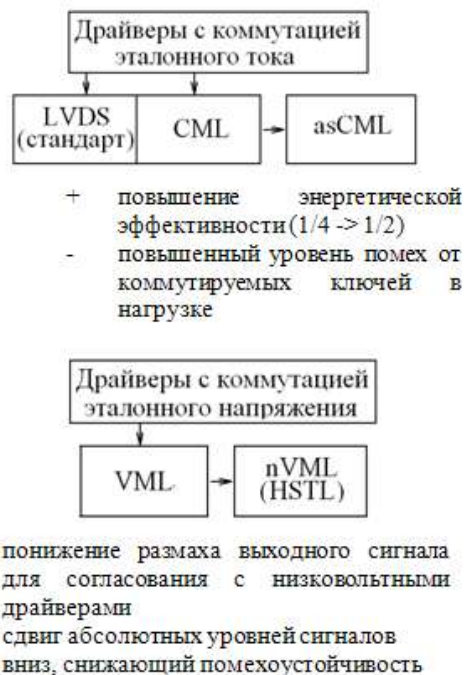 Драйверы с коммутацией
эталонного тока
LVDS
(стандарт)
CML
asCML
+ повышение энергетической
эффективности (1/4 -> 1/2)
- повышенный уровень помех от
коммутируемых ключей в
нагрузке
Драйверы с коммутацией
эталонного напряжения
VML
nVML
(HSTL)
понижение размаха выходного сигнала
для согласования с низковольтными
драйверами
сдвиг абсолютных уровней сигналов
вниз, снижающий помехоустойчивость